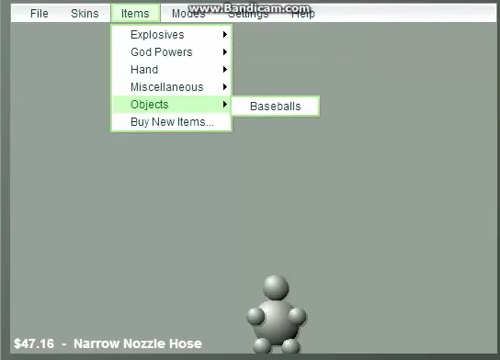 www.Bandicam.com
File Skins Items Modes Settings Help
Explosives
God Powers
Hand
Miscellaneous
Objects
Baseballs
Buy New Items...
$47.16 - Narrow Nozzle Hose